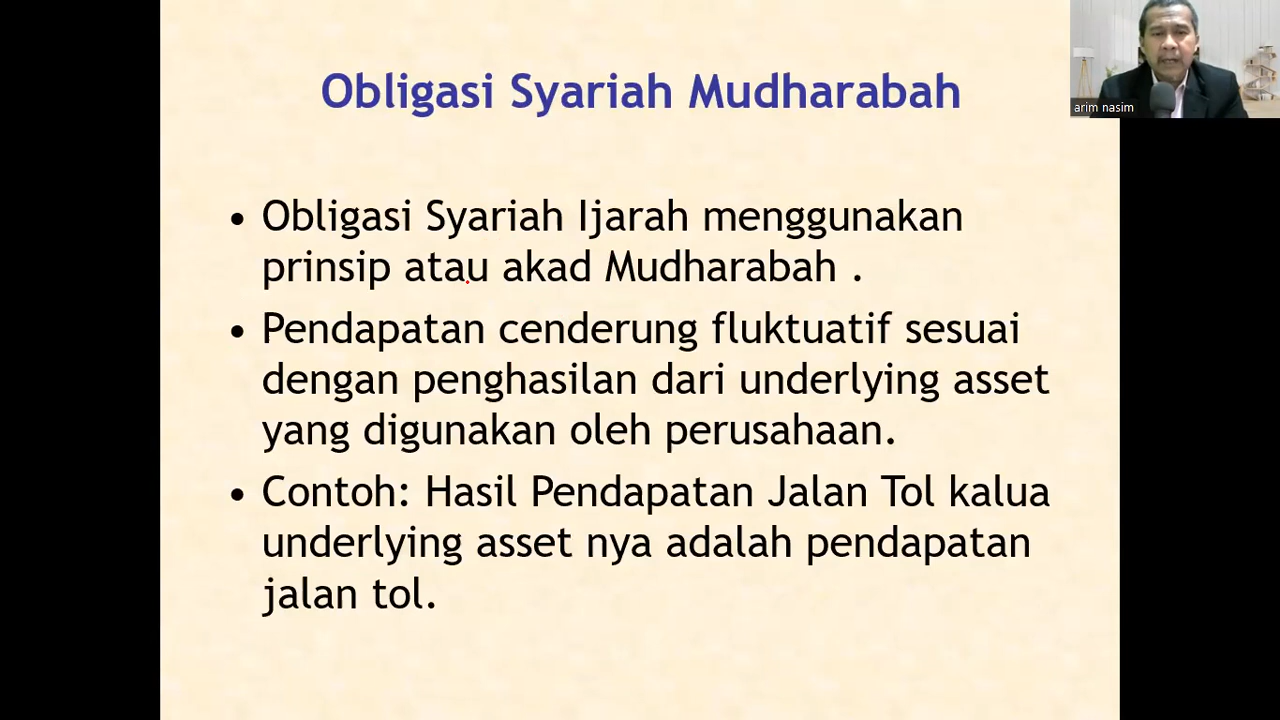 Obligasi Syariah Mudharabah
arim nasim
• Obligasi Syariah Ijarah menggunakan
prinsip atau akad Mudharabah .
• Pendapatan cenderung fluktuatif sesuai
dengan penghasilan dari underlying asset
yang digunakan oleh perusahaan.
• Contoh: Hasil Pendapatan Jalan Tol kalua
underlying asset nya adalah pendapatan
jalan tol.